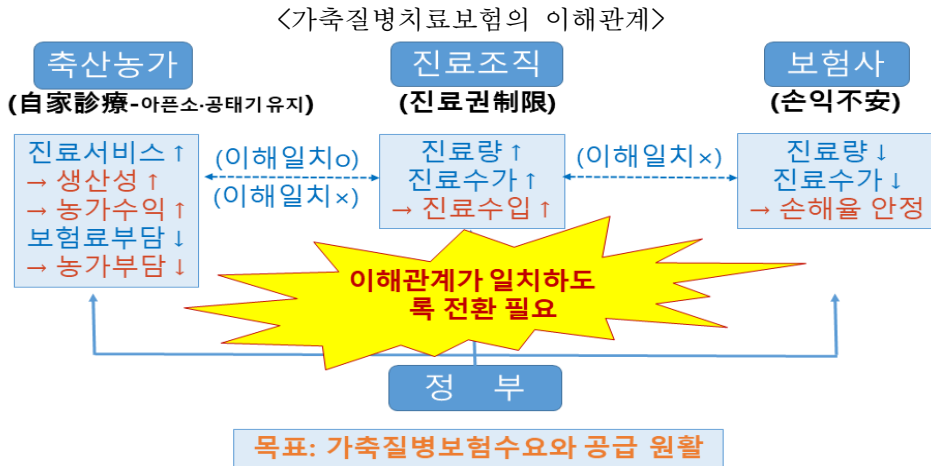 <가축질병치료보험의 이해관계>
축산농가
(自家診療-아픈소·공태기유지)
진료서비스↑
→ 생산성↑
→ 농가수익↑
보험료부담↓
→ 농가부담↓
(이해일치o)
(이해일치×)
진료조직
(진료권制限)
진료량↑
진료수가↑
→ 진료수입↑
(이해일치×)
보험사
(손익不安)
진료량↓
진료수가↓
→ 손해율 안정
이해관계가 일치하도
록 전환 필요
정 부
목표: 가축질병보험수요와 공급 원활